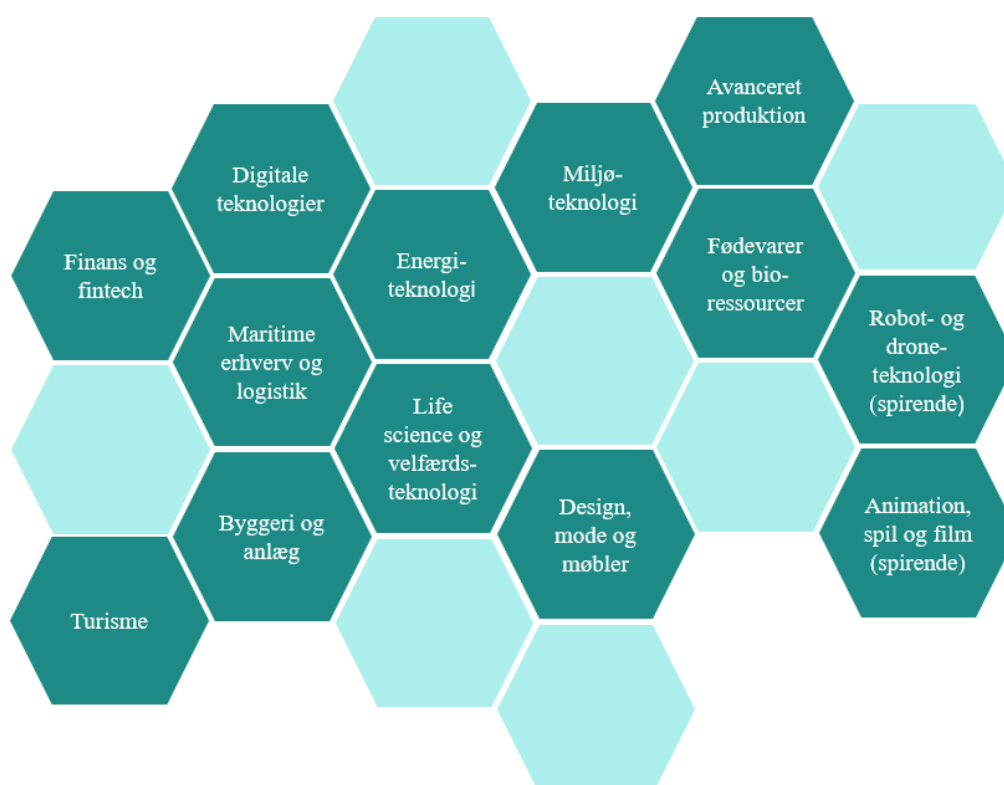 Avanceret
produktion
Digitale
teknologier
Miljø-
teknologi
Finans og
fintech
Energi-
teknologi
Fødevarer
og bio-
ressourcer
Maritime
erhverv og
logistik
Robot- og
drone-
teknologi
(spirende)
Life
science og
velfærds-
teknologi
Byggeri og
anlæg
Design,
mode og
møbler
Animation,
spil og film
(spirende)
Turisme